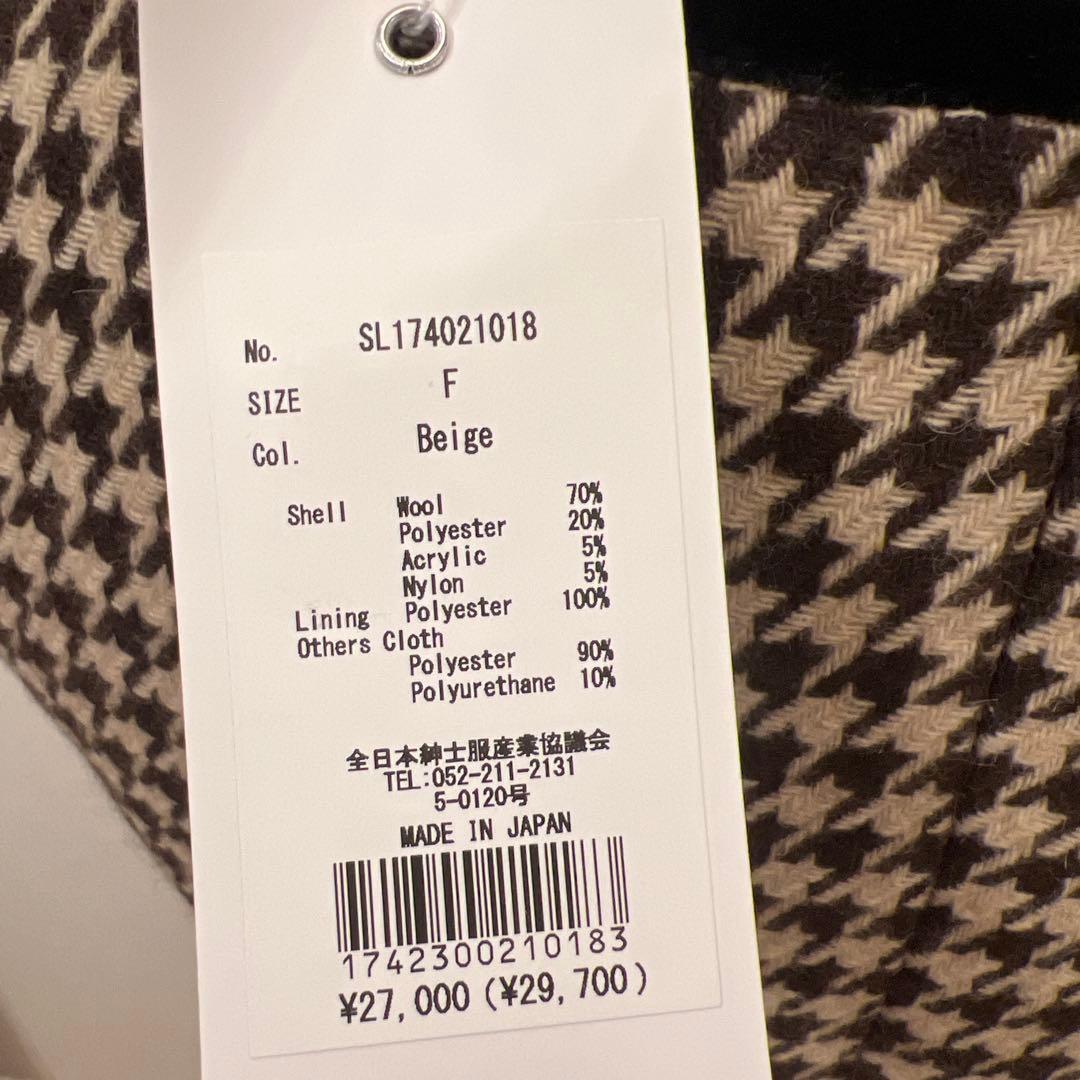 No. SL174021018
SIZE F
Col. Beige
Shell Wool 70%
Polyester 20%
Acrylic 5%
Nylon 5%
Lining Polyester 100%
Others Cloth
Polyester 90%
Polyurethane 10%
全日本紳士服産業協議会
TEL:052-211-2131
5-0120号
MADE IN JAPAN
1742300210183
¥27,000 (¥29,700)